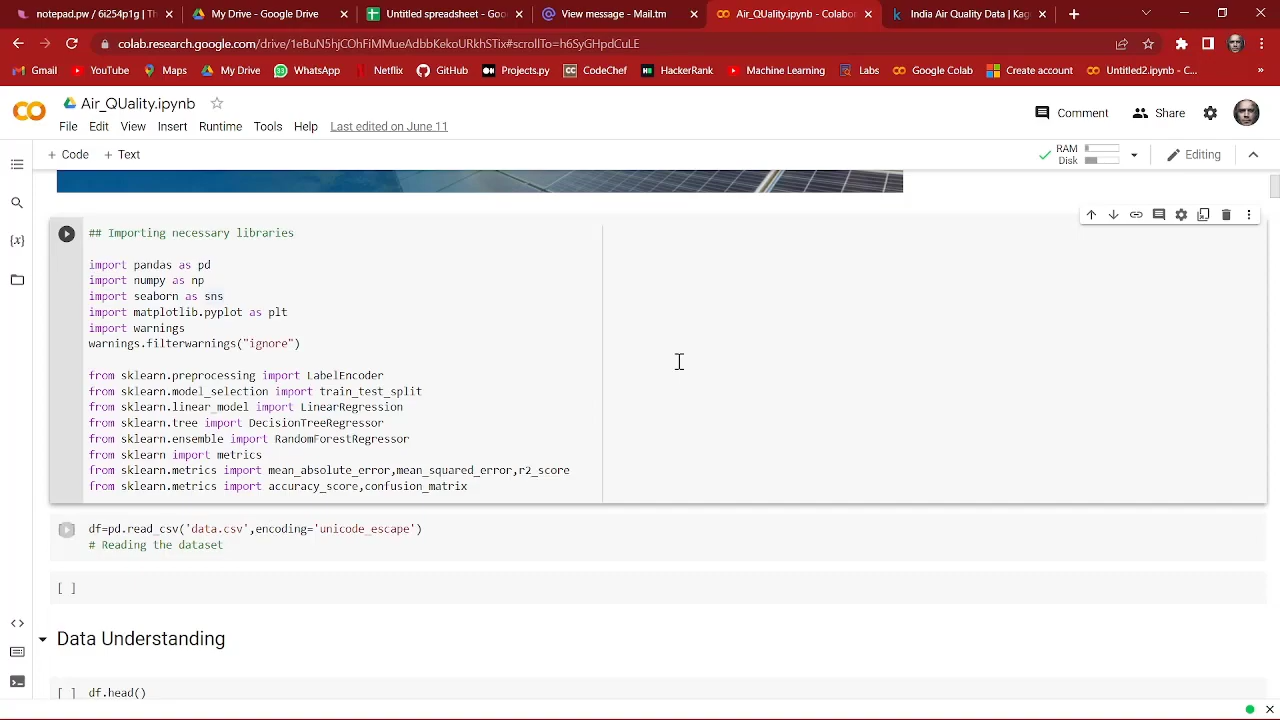 notepad.pw / 6i254p1g | Th
My Drive - Google Drive
Untitled spreadsheet - Goo
View message - Mail.tm
Air_QUality.ipynb - Colabo
India Air Quality Data | Kag
colab.research.google.com/drive/1eBuN5hjCOhFiMMueAdbbKekoURkhSTix#scrollTo=h6SyGHpdCuLE
Gmail
YouTube
Maps
My Drive
WhatsApp
Netflix
GitHub
Projects.py
CodeChef
HackerRank
Machine Learning
Labs
Google Colab
Create account
Untitled2.ipynb - C...
»
Air_QUality.ipynb
File Edit View Insert Runtime Tools Help Last edited on June 11
Comment
Share
+ Code + Text
RAM
Disk
Editing
## Importing necessary libraries
import pandas as pd
import numpy as np
import seaborn as sns
import matplotlib.pyplot as plt
import warnings
warnings.filterwarnings("ignore")
from sklearn.preprocessing import LabelEncoder
from sklearn.model_selection import train_test_split
from sklearn.linear_model import LinearRegression
from sklearn.tree import DecisionTreeRegressor
from sklearn.ensemble import RandomForestRegressor
from sklearn import metrics
from sklearn.metrics import mean_absolute_error,mean_squared_error,r2_score
from sklearn.metrics import accuracy_score,confusion_matrix
df=pd.read_csv('data.csv',encoding='unicode_escape')
# Reading the dataset
[ ]
Data Understanding
[ ] df.head()